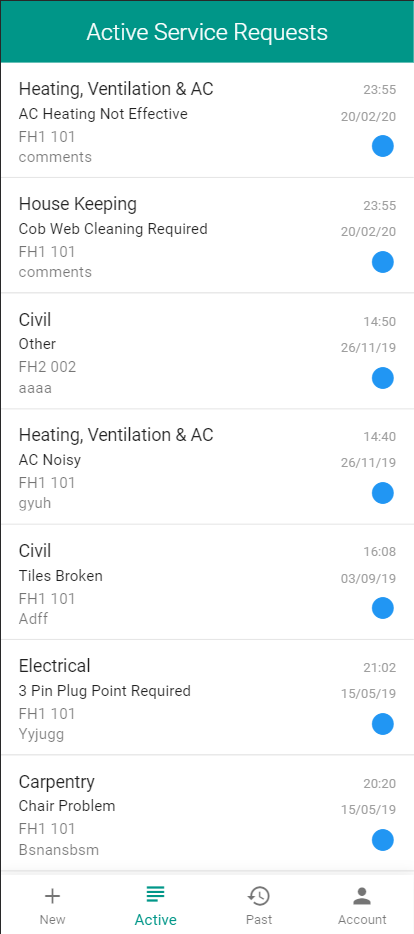 Active Service Requests
Heating, Ventilation & AC
23:55
AC Heating Not Effective
20/02/20
FH1 101
comments
House Keeping
23:55
Cob Web Cleaning Required
20/02/20
FH1 101
comments
Civil
14:50
Other
26/11/19
FH2 002
aaaa
Heating, Ventilation & AC
14:40
AC Noisy
26/11/19
FH1 101
gyuh
Civil
16:08
Tiles Broken
03/09/19
FH1 101
Adff
Electrical
21:02
3 Pin Plug Point Required
15/05/19
FH1 101
Yyjugg
Carpentry
20:20
Chair Problem
15/05/19
FH1 101
Bsnansbsm
New
Active
Past
Account